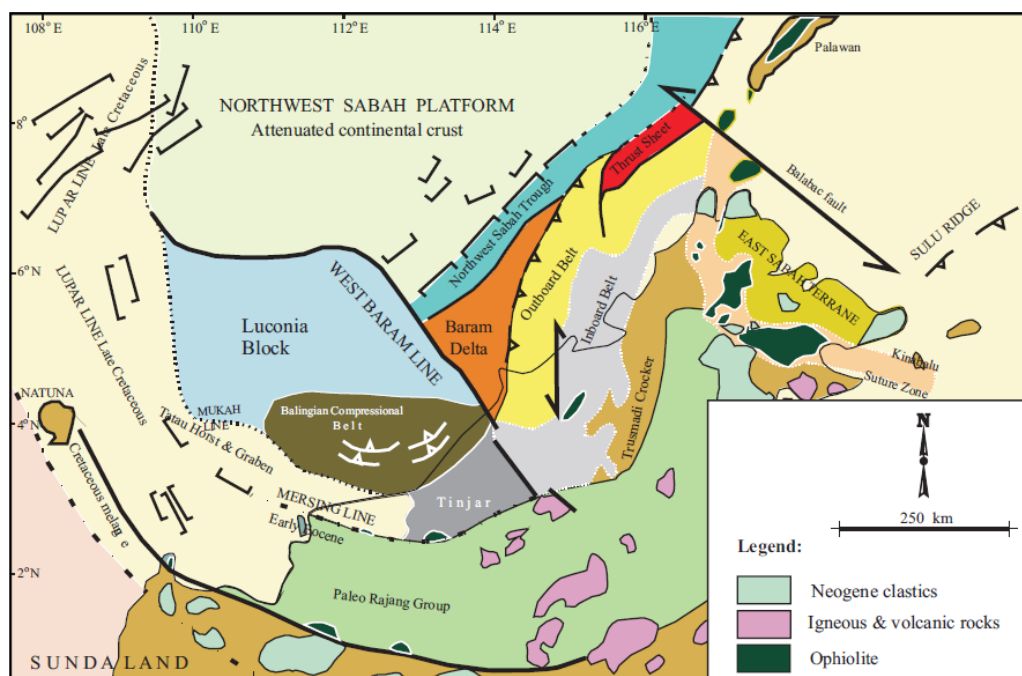 108° E
110° E
112° E
114° E
116° E
8°
6°N
4°N
2°N
Palawan
NORTHWEST SABAH PLATFORM
Attenuated continental crust
LUPAR LINE Late Cretaceous
Thrust Sheet
Balabac fault
Northwest Sabah Trough
SULU RIDGE
EAST SABAH TERRANE
Outboard Belt
Inboard Belt
WEST BARAM LINE
LUPAR LINE Late Cretaceous
Luconia
Block
Baram
Delta
Kinabalu
Suture Zone
Trusmadi Crocker
NATUNA
MUKAH
LINE
Balingian Compressional
Belt
Tatau Horst & Graben
Cretaceous melange
MERSING LINE
Early Eocene
Tinjar
Paleo Rajang Group
SUNDA LAND
N
250 km
Legend:
Neogene clastics
Igneous & volcanic rocks
Ophiolite